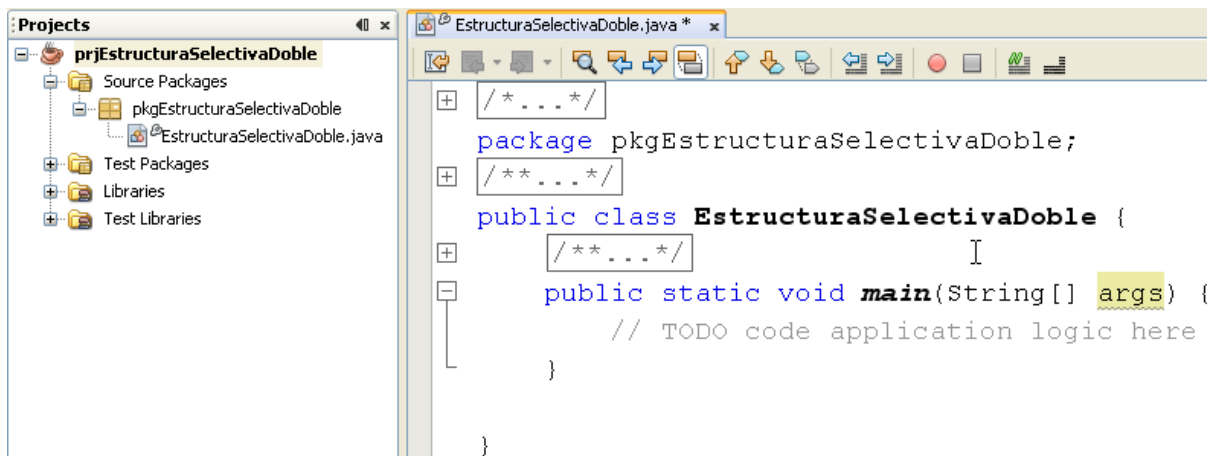 Projects
prjEstructuraSelectivaDoble
Source Packages
pkgEstructuraSelectivaDoble
EstructuraSelectivaDoble.java
Test Packages
Libraries
Test Libraries
EstructuraSelectivaDoble.java *
/*...*/
package pkgEstructuraSelectivaDoble;
/**...*/
public class EstructuraSelectivaDoble {
/**...*/
public static void main(String[] args) {
// TODO code application logic here
}
}